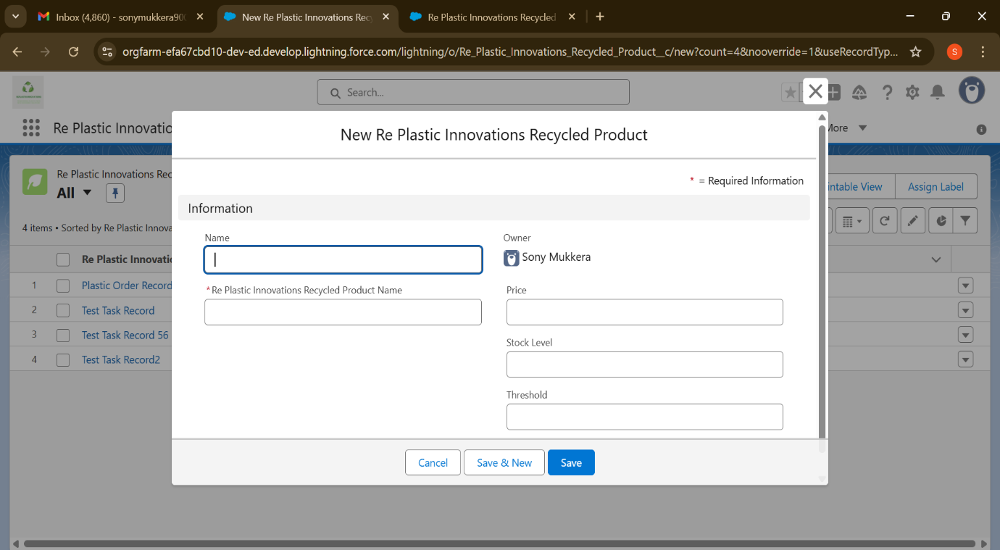 Inbox (4,860) - sonymukkera900
New Re Plastic Innovations Recy
Re Plastic Innovations Recycled
orgfarm-efa67cbd10-dev-ed.develop.lightning.force.com/lightning/o/Re_Plastic_Innovations_Recycled_Product__c/new?count=4&nooverride=1&useRecordTyp...
S
Search...
Re Plastic Innovatio
More
New Re Plastic Innovations Recycled Product
* = Required Information
Re Plastic Innovations Rec
All
intable View
Assign Label
Information
4 items • Sorted by Re Plastic Innova
Name
Owner
Sony Mukkera
Re Plastic Innovatio
*Re Plastic Innovations Recycled Product Name
Price
1 Plastic Order Record
2 Test Task Record
3 Test Task Record 56
4 Test Task Record2
Stock Level
Threshold
Cancel
Save & New
Save